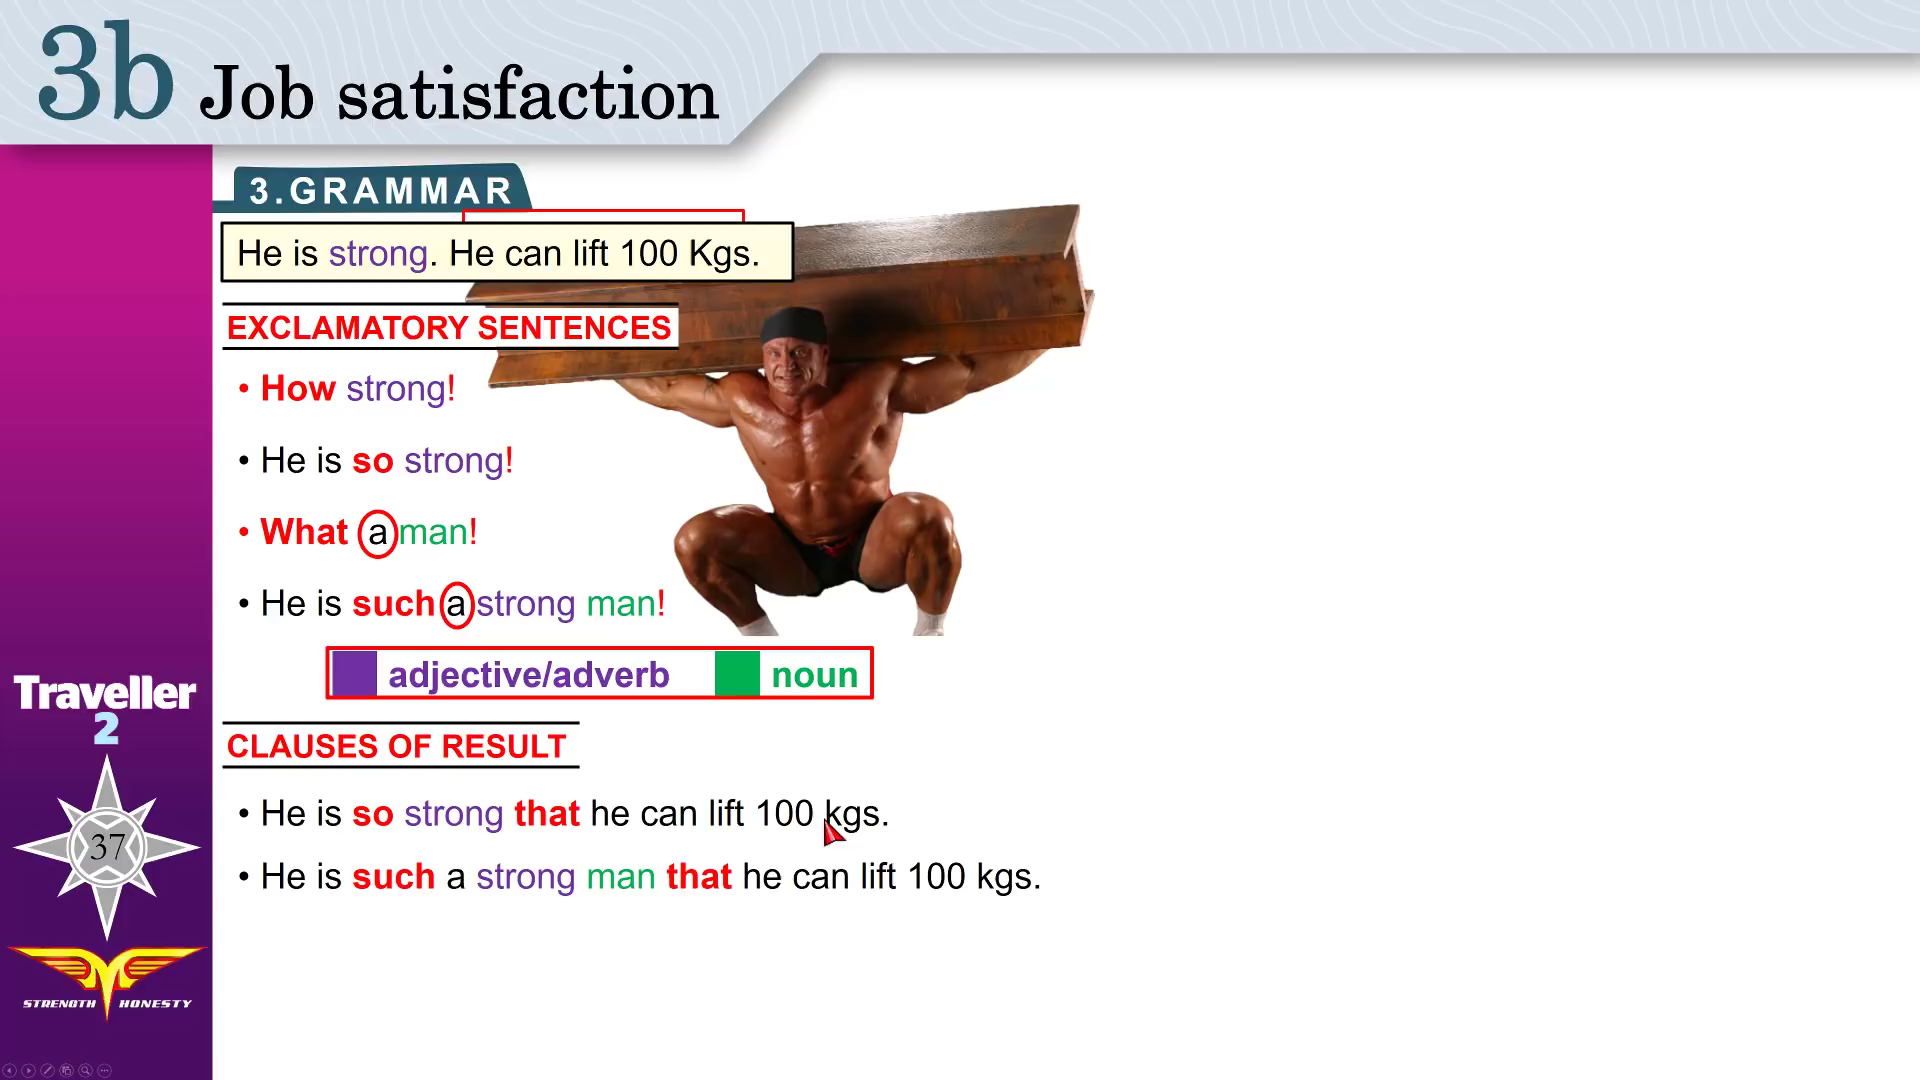 3b Job satisfaction
3.GRAMMAR
He is strong. He can lift 100 Kgs.
EXCLAMATORY SENTENCES
• How strong!
• He is so strong!
• What a man!
• He is such a strong man!
adjective/adverb noun
Traveller
2
CLAUSES OF RESULT
37
• He is so strong that he can lift 100 kgs.
• He is such a strong man that he can lift 100 kgs.
STRENGTH HONESTY